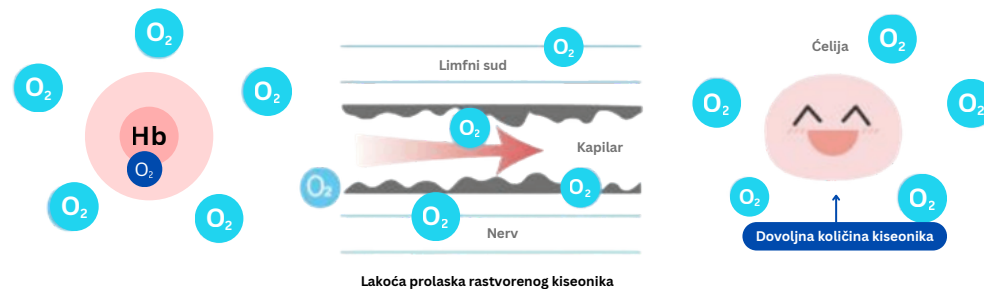 O₂
O₂
O₂
Hb
O₂
O₂
O₂
O₂
Limfni sud
O₂
Kapilar
O₂
O₂
O₂
Nerv
Lakoća prolaska rastvorenog kiseonika
Ćelija
O₂
O₂
O₂
O₂
O₂
Dovoljna količina kiseonika